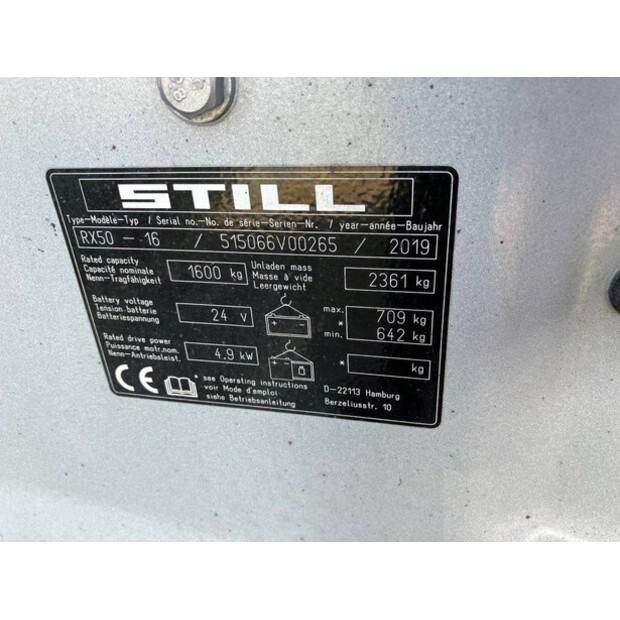 STILL
Type-Modèle-Typ / Serial no.-No. de série-Serien-Nr. / year-année-Baujahr
RX50 - 16 / 515066V00265 / 2019
Rated capacity
Capacité nominale
Nenn-Tragfähigkeit
1600 kg
Unladen mass
Masse à vide
Leergewicht
2361 kg
Battery voltage
Tension batterie
Batteriespannung
24 V
max. 709 kg
*
min. 642 kg
Rated drive power
Puissance motr.nom.
Nenn-Antriebsleist.
4.9 kW
* kg
CE
* see Operating instructions
voir Mode d'emploi
siehe Betriebsanleitung
D-22113 Hamburg
Berzeliusstr. 10